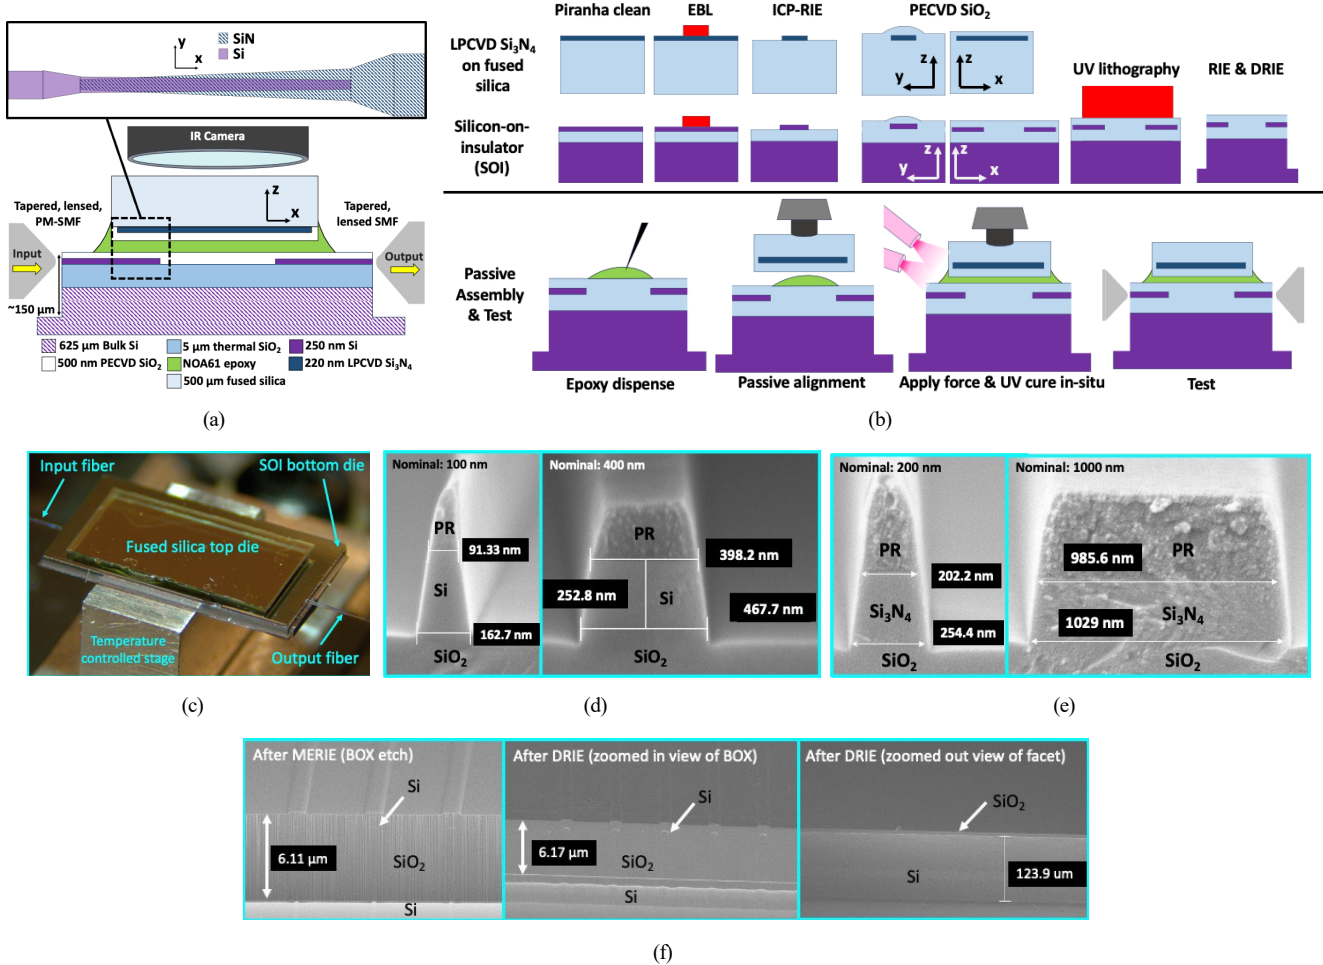 SiN
Si
y
x
IR Camera
z
x
Tapered, lensed,
PM-SMF
Tapered,
lensed SMF
Input
Output
~150 µm
625 µm Bulk Si
5 µm thermal SiO₂
250 nm Si
500 nm PECVD SiO₂
NOA61 epoxy
220 nm LPCVD Si₃N₄
500 µm fused silica
(a)
Piranha clean
EBL
ICP-RIE
PECVD SiO₂
LPCVD Si₃N₄
on fused
silica
z
y
z
x
UV lithography
RIE & DRIE
Silicon-on-
insulator
(SOI)
z
y
z
x
Passive
Assembly
& Test
Epoxy dispense
Passive alignment
Apply force & UV cure in-situ
Test
(b)
Input fiber
SOI bottom die
Fused silica top die
Temperature
controlled stage
Output fiber
(c)
Nominal: 100 nm
PR
91.33 nm
Si
162.7 nm
SiO₂
Nominal: 400 nm
PR
398.2 nm
252.8 nm
Si
467.7 nm
SiO₂
(d)
Nominal: 200 nm
PR
202.2 nm
Si₃N₄
254.4 nm
SiO₂
Nominal: 1000 nm
985.6 nm
PR
Si₃N₄
1029 nm
SiO₂
(e)
After MERIE (BOX etch)
Si
6.11 µm
SiO₂
Si
After DRIE (zoomed in view of BOX)
Si
6.17 µm
SiO₂
Si
After DRIE (zoomed out view of facet)
SiO₂
Si
123.9 um
(f)